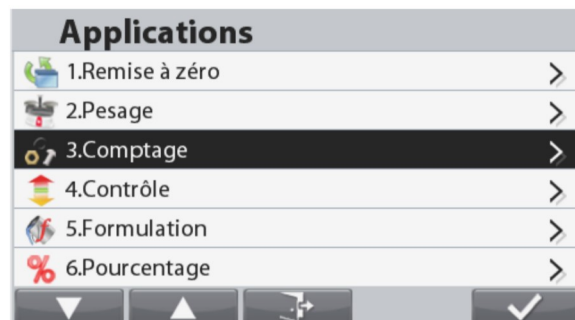 Applications
1.Remise à zéro
2.Pesage
3.Comptage
4.Contrôle
5.Formulation
6.Pourcentage